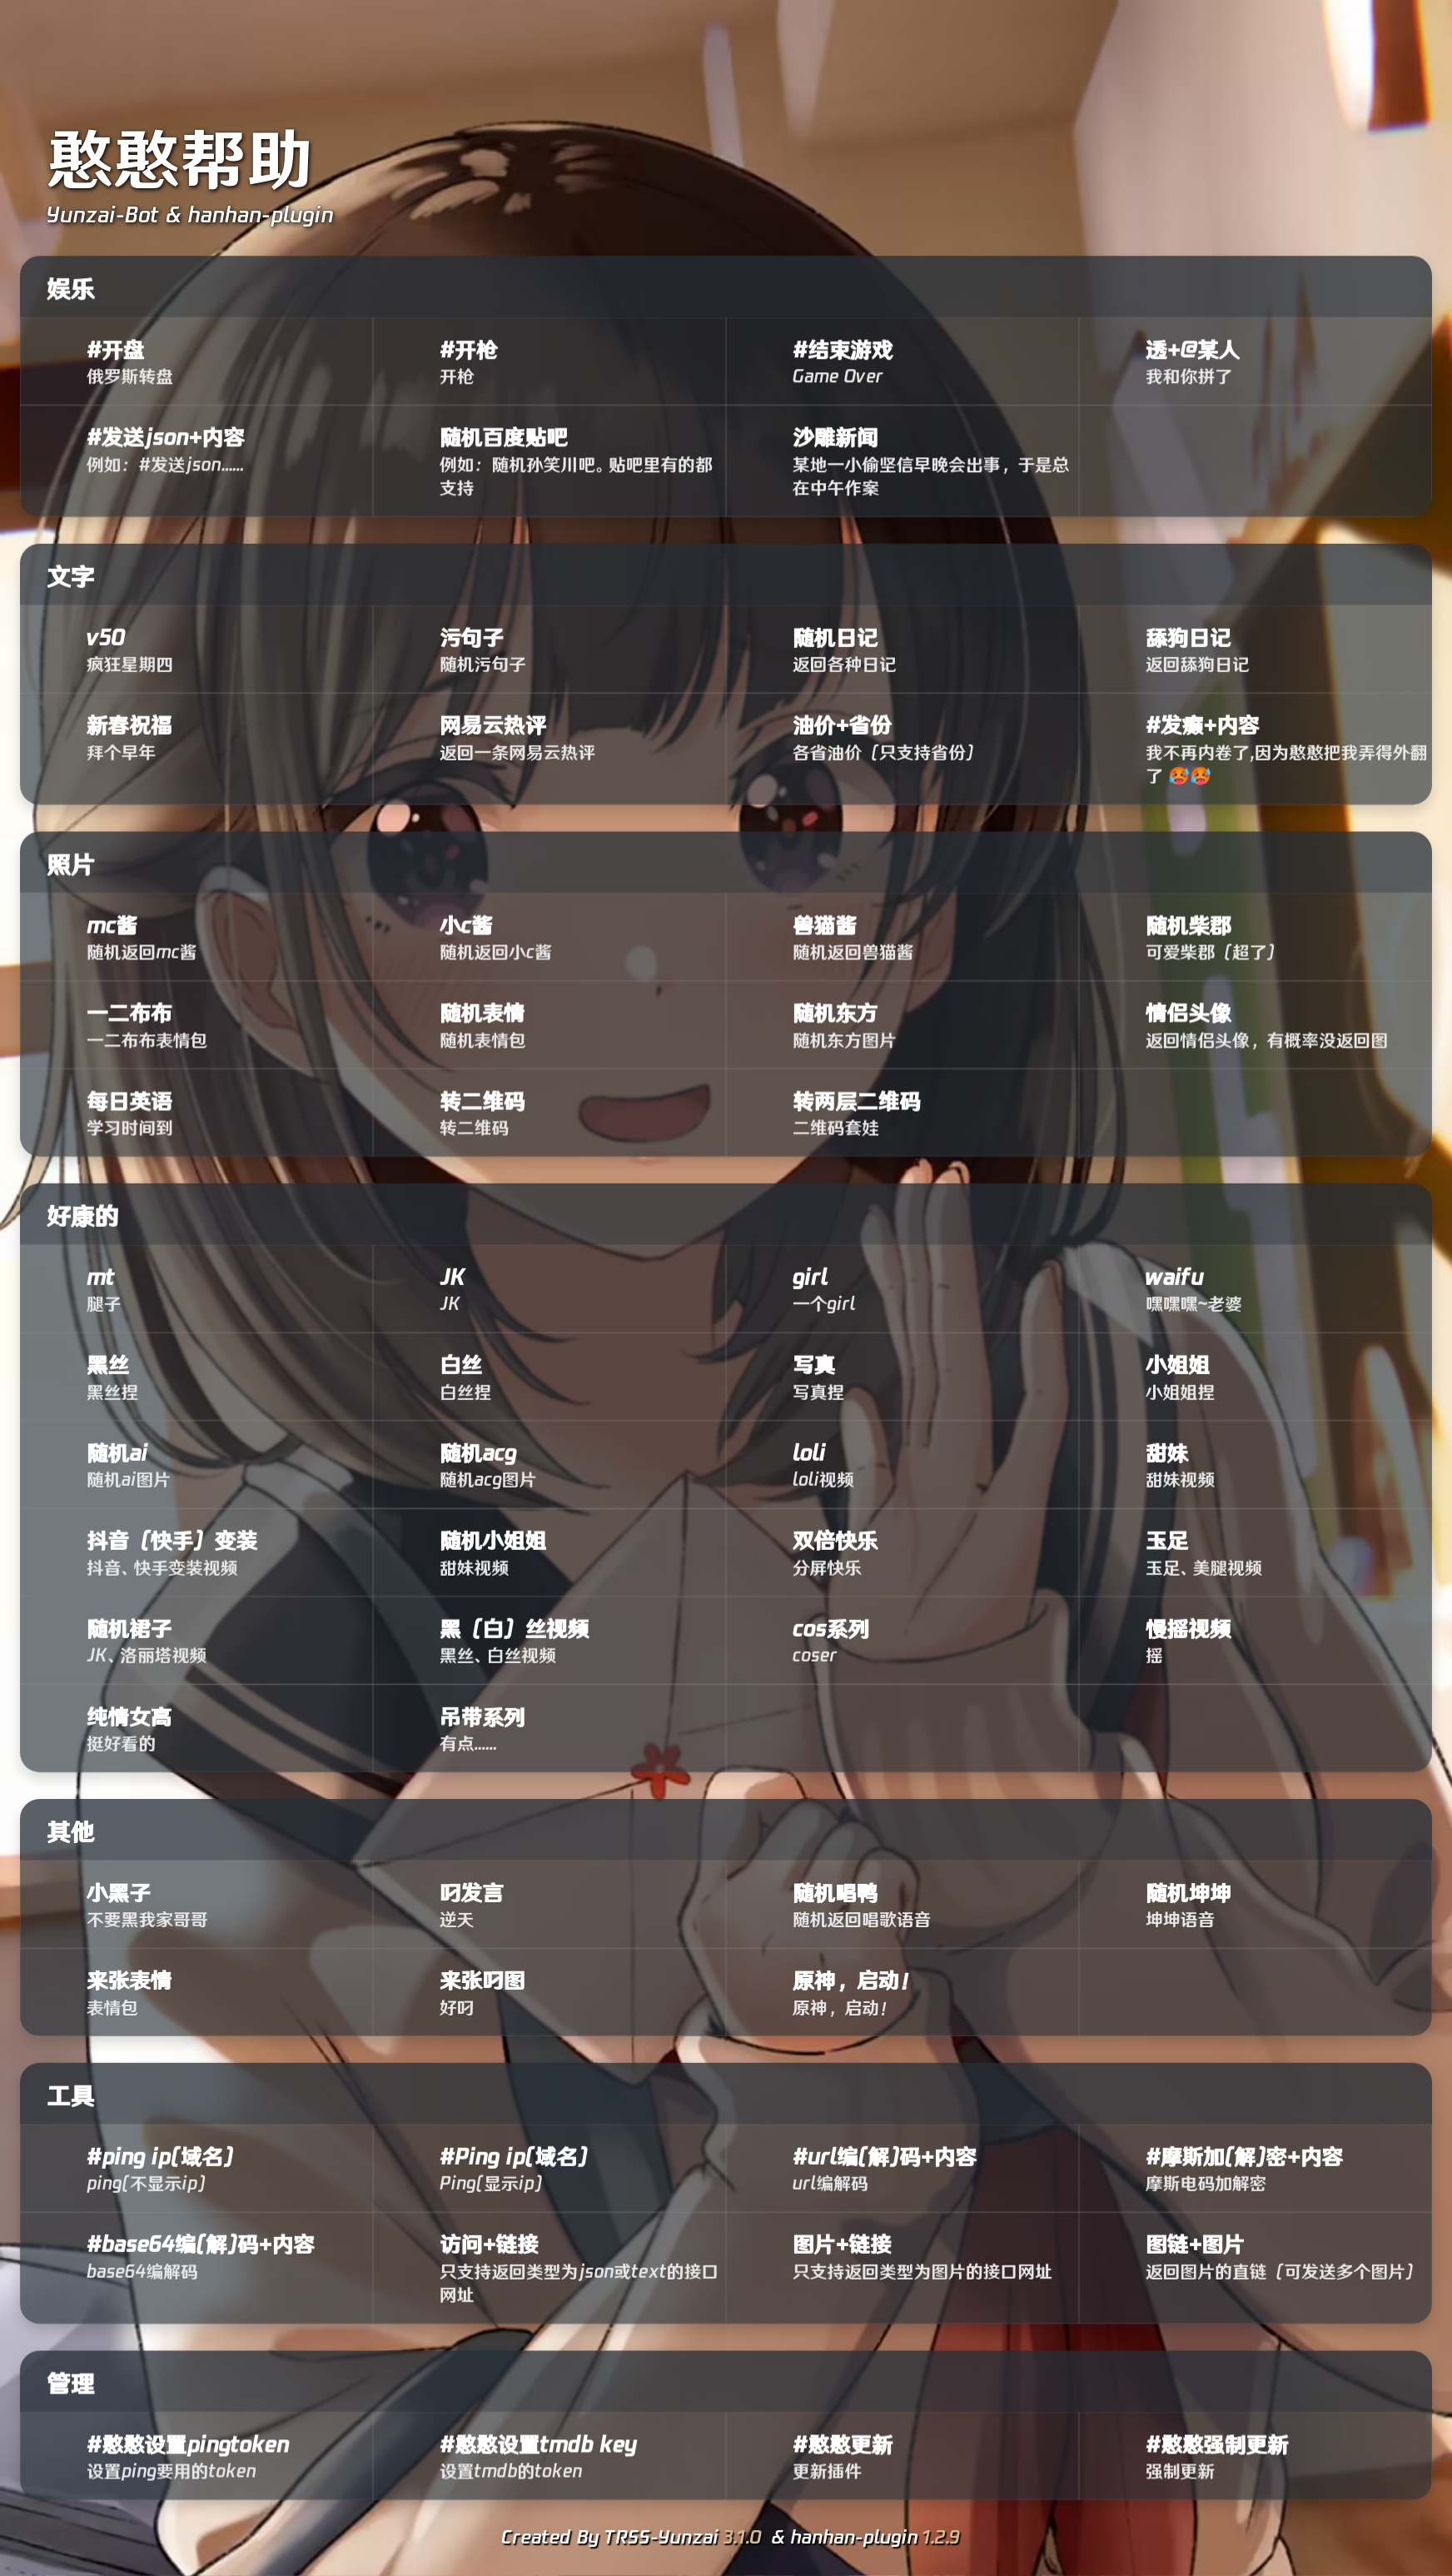 憨憨帮助
Yunzai-Bot & hanhan-plugin
娱乐
#开盘
俄罗斯转盘
#开枪
开枪
#结束游戏
Game Over
透+@某人
我和你拼了
#发送json+内容
例如：#发送json......
随机百度贴吧
例如：随机孙笑川吧。贴吧里有的都
支持
沙雕新闻
某地一小偷坚信早晚会出事，于是总
在中午作案
文字
v50
疯狂星期四
污句子
随机污句子
随机日记
返回各种日记
舔狗日记
返回舔狗日记
新春祝福
拜个早年
网易云热评
返回一条网易云热评
油价+省份
各省油价（只支持省份）
#发癫+内容
我不再内卷了,因为憨憨把我弄得外翻
了 🥵🥵
照片
mc酱
随机返回mc酱
小c酱
随机返回小c酱
兽猫酱
随机返回兽猫酱
随机柴郡
可爱柴郡（超了）
一二布布
一二布布表情包
随机表情
随机表情包
随机东方
随机东方图片
情侣头像
返回情侣头像，有概率没返回图
每日英语
学习时间到
转二维码
转二维码
转两层二维码
二维码套娃
好康的
mt
腿子
JK
JK
girl
一个girl
waifu
嘿嘿嘿~老婆
黑丝
黑丝捏
白丝
白丝捏
写真
写真捏
小姐姐
小姐姐捏
随机ai
随机ai图片
随机acg
随机acg图片
loli
loli视频
甜妹
甜妹视频
抖音（快手）变装
抖音、快手变装视频
随机小姐姐
甜妹视频
双倍快乐
分屏快乐
玉足
玉足、美腿视频
随机裙子
JK、洛丽塔视频
黑（白）丝视频
黑丝、白丝视频
cos系列
coser
慢摇视频
摇
纯情女高
挺好看的
吊带系列
有点......
其他
小黑子
不要黑我家哥哥
叼发言
逆天
随机唱鸭
随机返回唱歌语音
随机坤坤
坤坤语音
来张表情
表情包
来张叼图
好叼
原神，启动！
原神，启动！
工具
#ping ip(域名)
ping(不显示ip)
#Ping ip(域名)
Ping(显示ip)
#url编(解)码+内容
url编解码
#摩斯加(解)密+内容
摩斯电码加解密
#base64编(解)码+内容
base64编解码
访问+链接
只支持返回类型为json或text的接口
网址
图片+链接
只支持返回类型为图片的接口网址
图链+图片
返回图片的直链（可发送多个图片）
管理
#憨憨设置pingtoken
设置ping要用的token
#憨憨设置tmdb key
设置tmdb的token
#憨憨更新
更新插件
#憨憨强制更新
强制更新
Created By TRSS-Yunzai 3.1.0 & hanhan-plugin 1.2.9